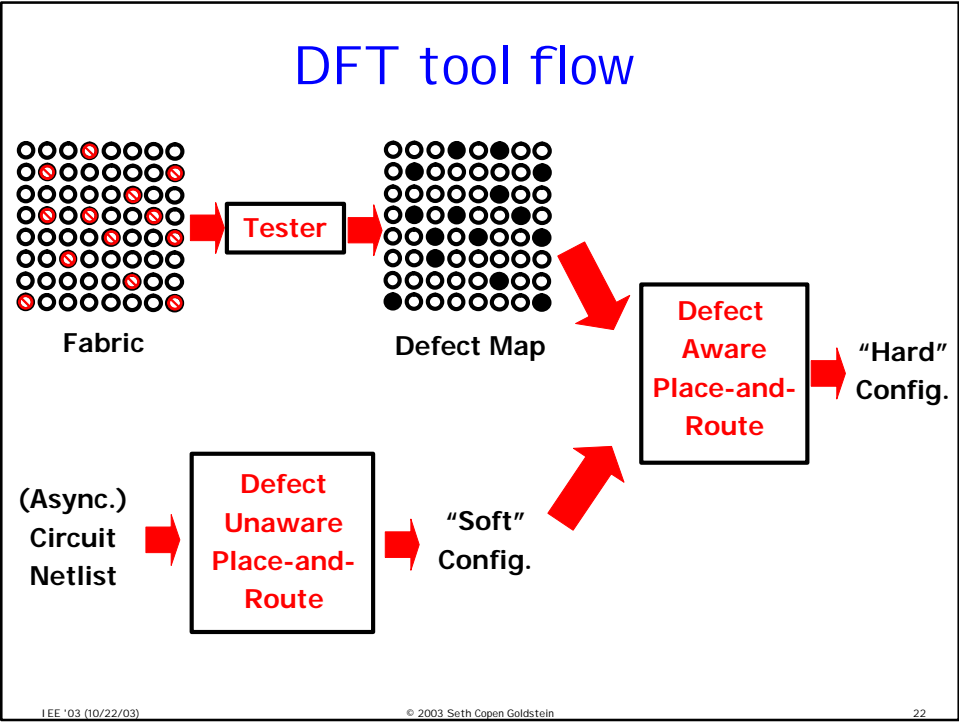 DFT tool flow
Tester
Fabric
Defect Map
Defect
Aware
Place-and-
Route
“Hard”
Config.
(Async.)
Circuit
Netlist
Defect
Unaware
Place-and-
Route
“Soft”
Config.
IEE '03 (10/22/03)
© 2003 Seth Copen Goldstein
22